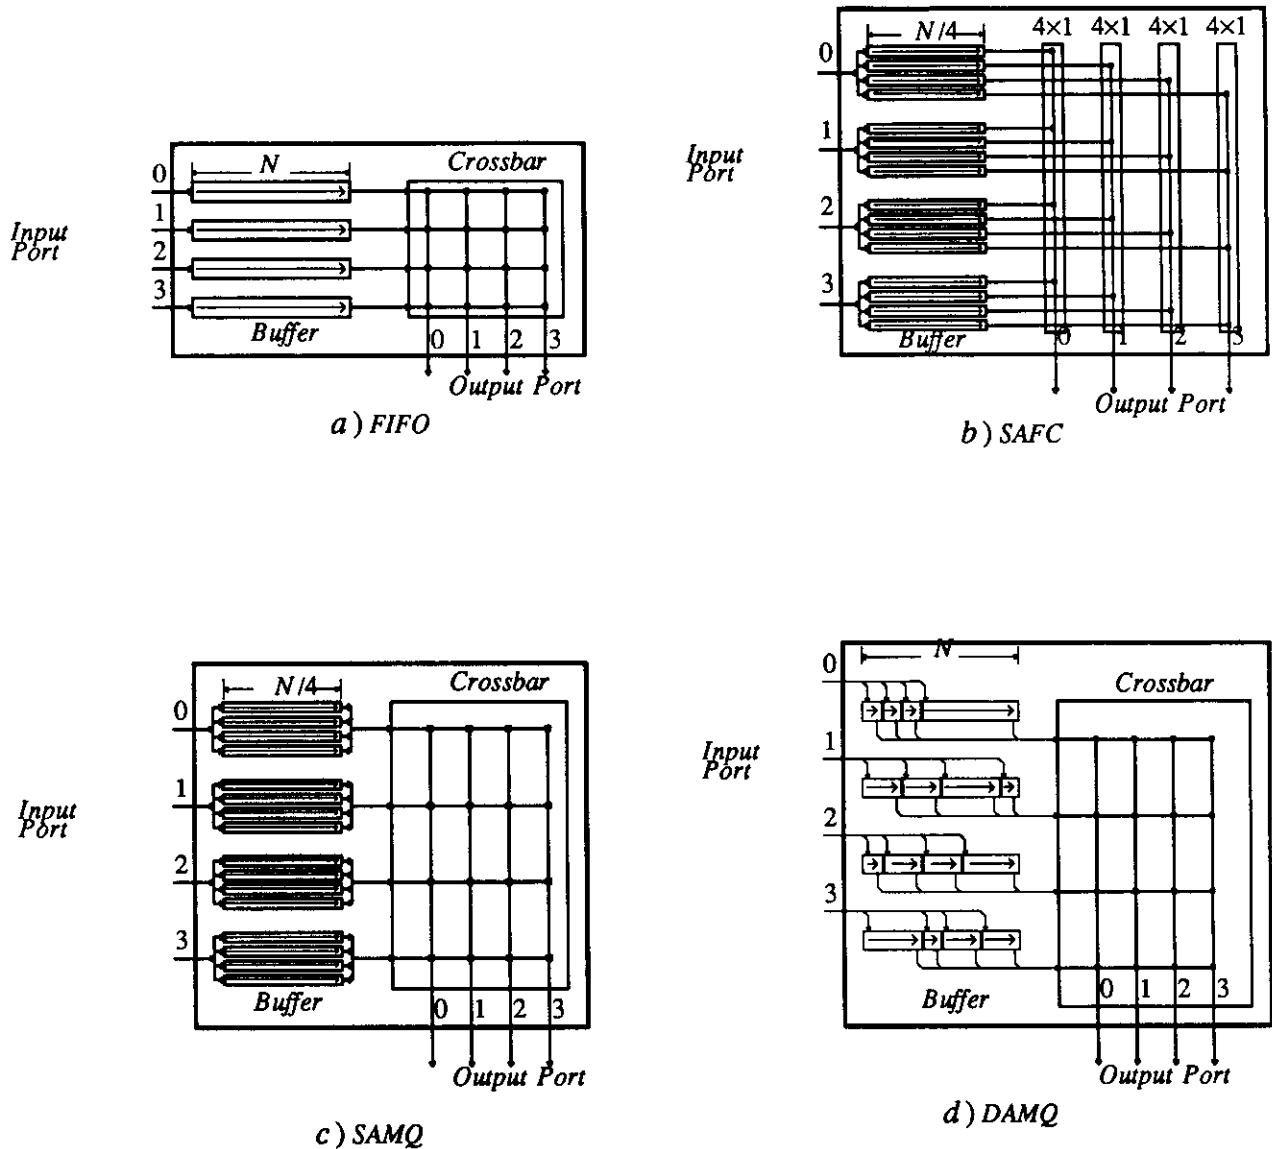 N
Crossbar
0
1
2
3
Input
Port
Buffer
0 1 2 3
Output Port
a) FIFO
N/4
4×1 4×1 4×1 4×1
0
1
2
3
Input
Port
Buffer
0 1 2 3
Output Port
b) SAFC
N/4
Crossbar
0
1
2
3
Input
Port
Buffer
0 1 2 3
Output Port
c) SAMQ
N
Crossbar
0
1
2
3
Input
Port
Buffer
0 1 2 3
Output Port
d) DAMQ